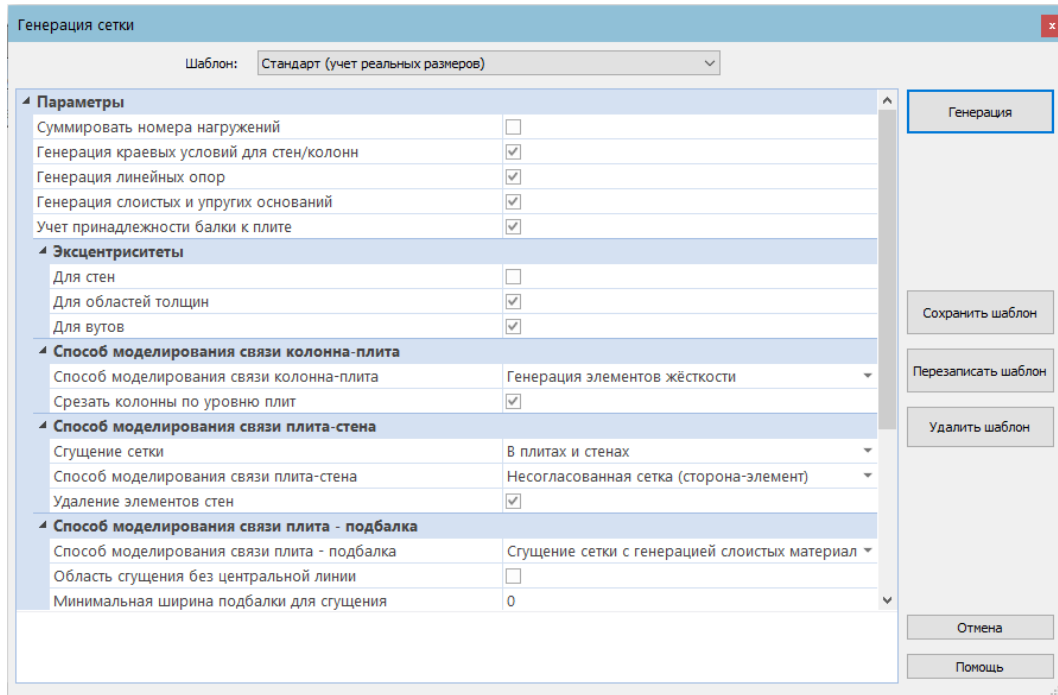 Генерация сетки
x
Шаблон: Стандарт (учет реальных размеров)
Параметры
Суммировать номера нагружений
Генерация краевых условий для стен/колонн
Генерация линейных опор
Генерация слоистых и упругих оснований
Учет принадлежности балки к плите
Эксцентриситеты
Для стен
Для областей толщин
Для вутов
Способ моделирования связи колонна-плита
Способ моделирования связи колонна-плита Генерация элементов жёсткости
Срезать колонны по уровню плит
Способ моделирования связи плита-стена
Сгущение сетки В плитах и стенах
Способ моделирования связи плита-стена Несогласованная сетка (сторона-элемент)
Удаление элементов стен
Способ моделирования связи плита - подбалка
Способ моделирования связи плита - подбалка Сгущение сетки с генерацией слоистых материал
Область сгущения без центральной линии
Минимальная ширина подбалки для сгущения 0
Генерация
Сохранить шаблон
Перезаписать шаблон
Удалить шаблон
Отмена
Помощь